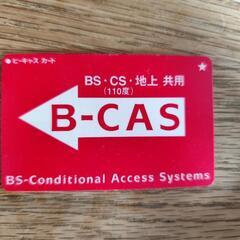 ●ビーキャス カード
★
BS・CS・地上 共用
(110度)
B-CAS
BS-Conditional Access Systems